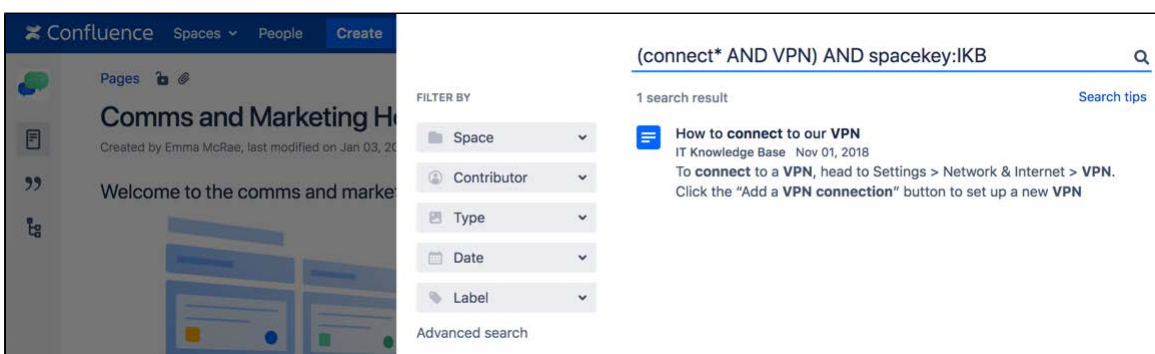 Confluence Spaces People Create
Pages
Comms and Marketing H
Created by Emma McRae, last modified on Jan 03, 20
Welcome to the comms and marke
FILTER BY
Space
Contributor
Type
Date
Label
Advanced search
(connect* AND VPN) AND spacekey:IKB
1 search result Search tips
How to connect to our VPN
IT Knowledge Base Nov 01, 2018
To connect to a VPN, head to Settings > Network & Internet > VPN.
Click the “Add a VPN connection” button to set up a new VPN